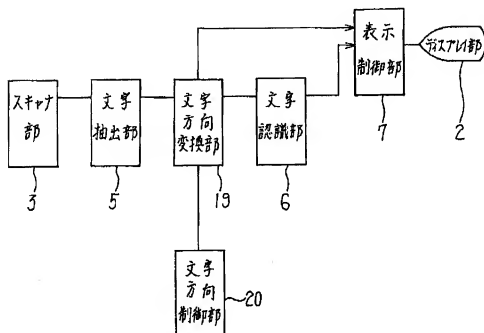 スキャナ
部
3
文字
抽出部
5
文字
方向
変換部
19
文字
認識部
6
表示
制御部
7
ディスプレイ部
2
文字
方向
制御部
20